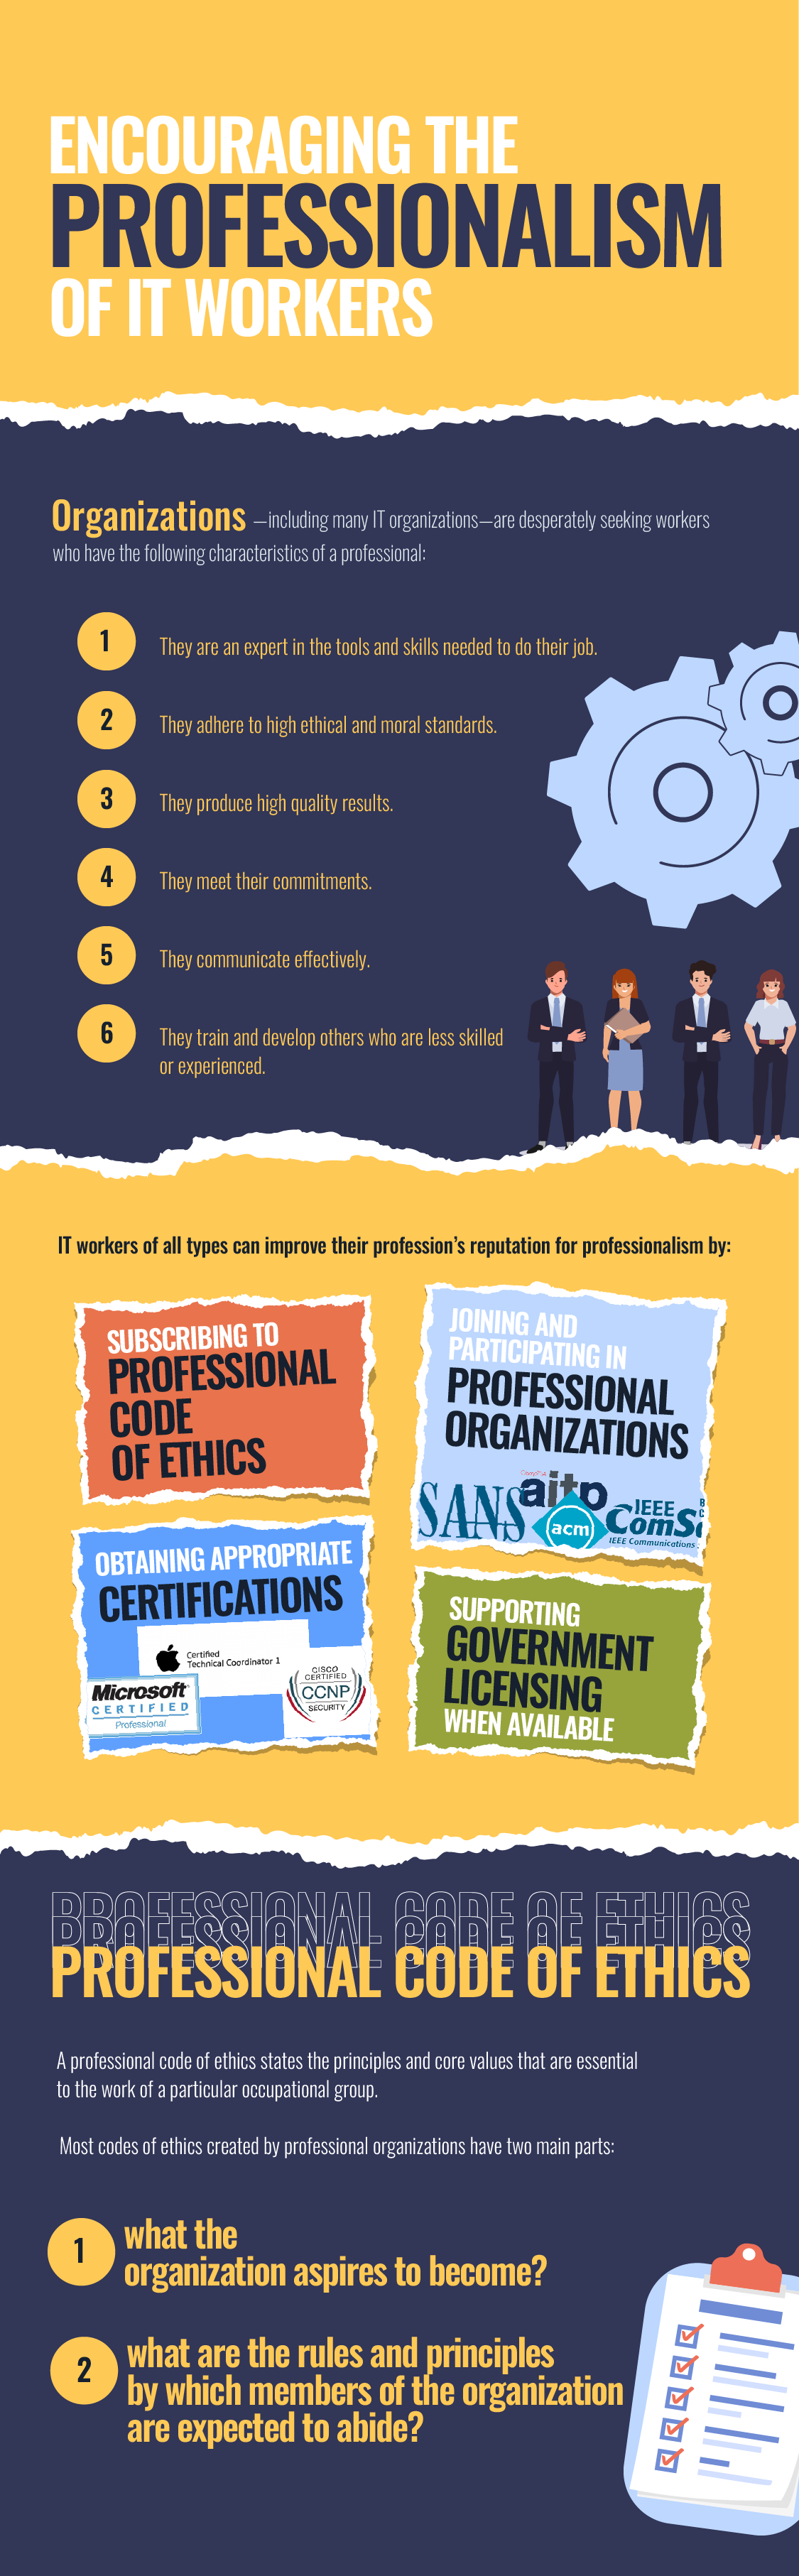 ENCOURAGING THE
PROFESSIONALISM
OF IT WORKERS
Organizations —including many IT organizations—are desperately seeking workers
who have the following characteristics of a professional:
1 They are an expert in the tools and skills needed to do their job.
2 They adhere to high ethical and moral standards.
3 They produce high quality results.
4 They meet their commitments.
5 They communicate effectively.
6 They train and develop others who are less skilled
or experienced.
IT workers of all types can improve their profession's reputation for professionalism by:
SUBSCRIBING TO
PROFESSIONAL
CODE
OF ETHICS
JOINING AND
PARTICIPATING IN
PROFESSIONAL
ORGANIZATIONS
CompTIA
aitp
SANS
acm
IEEE
ComS
IEEE Communications
B
C
OBTAINING APPROPRIATE
CERTIFICATIONS
Certified
Technical Coordinator 1
Microsoft
CERTIFIED
Professional
CISCO
CERTIFIED
CCNP
SECURITY
SUPPORTING
GOVERNMENT
LICENSING
WHEN AVAILABLE
PROFESSIONAL CODE OF ETHICS
PROFESSIONAL CODE OF ETHICS
PROFESSIONAL CODE OF ETHICS
A professional code of ethics states the principles and core values that are essential
to the work of a particular occupational group.
Most codes of ethics created by professional organizations have two main parts:
1 what the
organization aspires to become?
2 what are the rules and principles
by which members of the organization
are expected to abide?